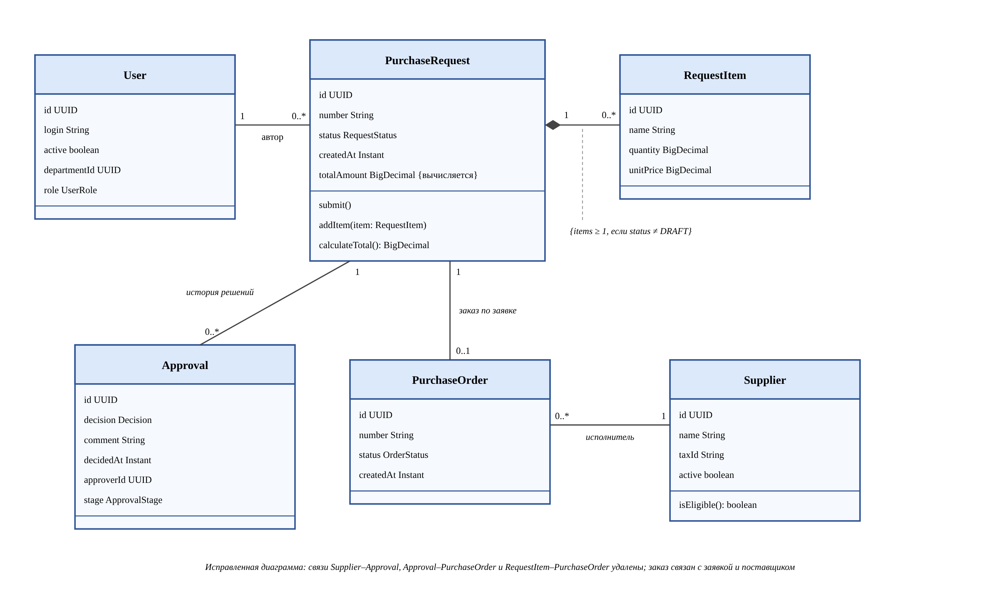 User
id UUID
login String
active boolean
departmentId UUID
role UserRole
1
0..*
автор
PurchaseRequest
id UUID
number String
status RequestStatus
createdAt Instant
totalAmount BigDecimal {вычисляется}
submit()
addItem(item: RequestItem)
calculateTotal(): BigDecimal
1
0..*
RequestItem
id UUID
name String
quantity BigDecimal
unitPrice BigDecimal
{items ≥ 1, если status ≠ DRAFT}
1
история решений
0..*
1
заказ по заявке
0..1
Approval
id UUID
decision Decision
comment String
decidedAt Instant
approverId UUID
stage ApprovalStage
PurchaseOrder
id UUID
number String
status OrderStatus
createdAt Instant
0..*
1
исполнитель
Supplier
id UUID
name String
taxId String
active boolean
isEligible(): boolean
Исправленная диаграмма: связи Supplier–Approval, Approval–PurchaseOrder и RequestItem–PurchaseOrder удалены; заказ связан с заявкой и поставщиком